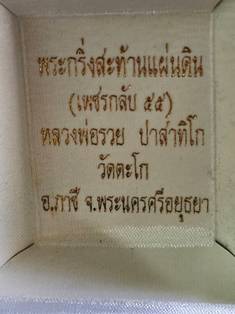 พระกริ่งสะท้านแผ่นดิน
(เพชรกลับ ๕๕)
หลวงพ่อรวย ปาสาทิโก
วัดตะโก
อ.ภาชี จ.พระนครศรีอยุธยา